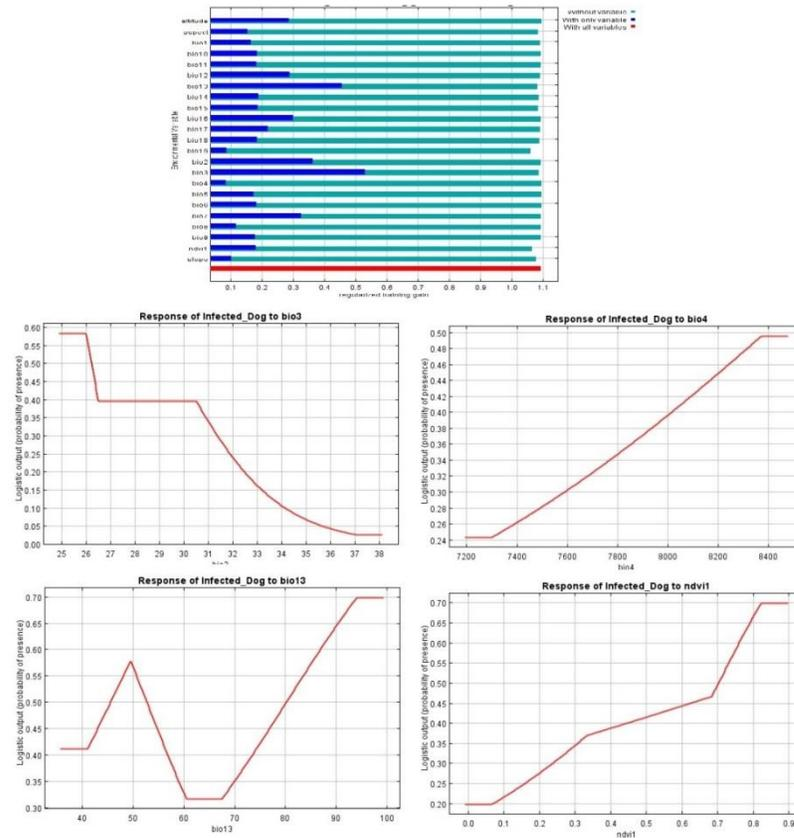 Without variable
With only variable
With all variables
altitude
aspect
bio1
bio10
bio11
bio12
bio13
bio14
bio15
bio16
bio17
bio18
bio19
bio2
bio3
bio4
bio5
bio6
bio7
bio8
bio9
ndvi1
slope
0.1 0.2 0.3 0.4 0.5 0.6 0.7 0.8 0.9 1.0 1.1
regularized training gain
Response of Infected_Dog to bio3
Logistic output (probability of presence)
0.60
0.55
0.50
0.45
0.40
0.35
0.30
0.25
0.20
0.15
0.10
0.05
0.00
25 26 27 28 29 30 31 32 33 34 35 36 37 38
Response of Infected_Dog to bio4
Logistic output (probability of presence)
0.50
0.48
0.46
0.44
0.42
0.40
0.38
0.36
0.34
0.32
0.30
0.28
0.26
0.24
7200 7400 7600 7800 8000 8200 8400
bio4
Response of Infected_Dog to bio13
Logistic output (probability of presence)
0.70
0.65
0.60
0.55
0.50
0.45
0.40
0.35
0.30
40 50 60 70 80 90 100
bio13
Response of Infected_Dog to ndvi1
Logistic output (probability of presence)
0.70
0.65
0.60
0.55
0.50
0.45
0.40
0.35
0.30
0.25
0.20
0.0 0.1 0.2 0.3 0.4 0.5 0.6 0.7 0.8 0.9
ndvi1